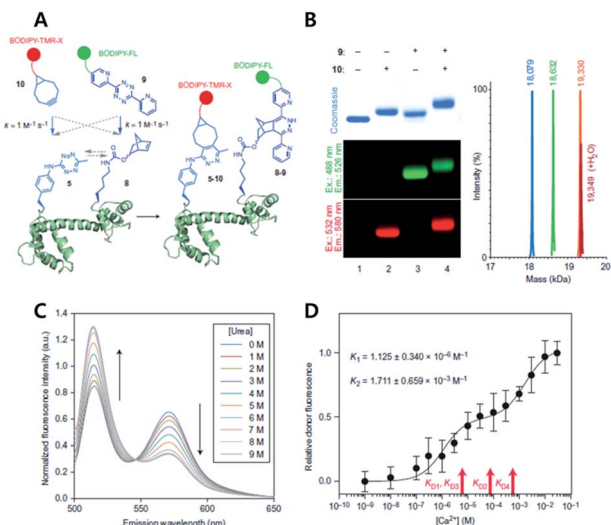 A
BODIPY-TMR-X
BODIPY-FL
10
9
k = 1 M⁻¹ s⁻¹
k = 1 M⁻¹ s⁻¹
5
8
BODIPY-TMR-X
BODIPY-FL
5-10
8-9
B
9: – – + +
10: – + – +
Coomassie
Ex.: 488 nm
Em.: 526 nm
Ex.: 532 nm
Em.: 580 nm
1 2 3 4
18,079
18,632
19,330
19,349 (+H₂O)
Intensity (%)
100
50
0
17 18 19 20
Mass (kDa)
C
Normalized fluorescence intensity (a.u.)
1.4
1.2
1.0
0.8
0.6
0.4
0.2
0.0
500 550 600 650
Emission wavelength (nm)
[Urea]
0 M
1 M
2 M
3 M
4 M
5 M
6 M
7 M
8 M
9 M
D
Relative donor fluorescence
1.0
0.5
0.0
K₁ = 1.125 ± 0.340 × 10⁻⁶ M⁻¹
K₂ = 1.711 ± 0.659 × 10⁻³ M⁻¹
K_D1, K_D3
K_D2
K_D4
10⁻¹⁰ 10⁻⁹ 10⁻⁸ 10⁻⁷ 10⁻⁶ 10⁻⁵ 10⁻⁴ 10⁻³ 10⁻² 10⁻¹
[Ca²⁺] (M)